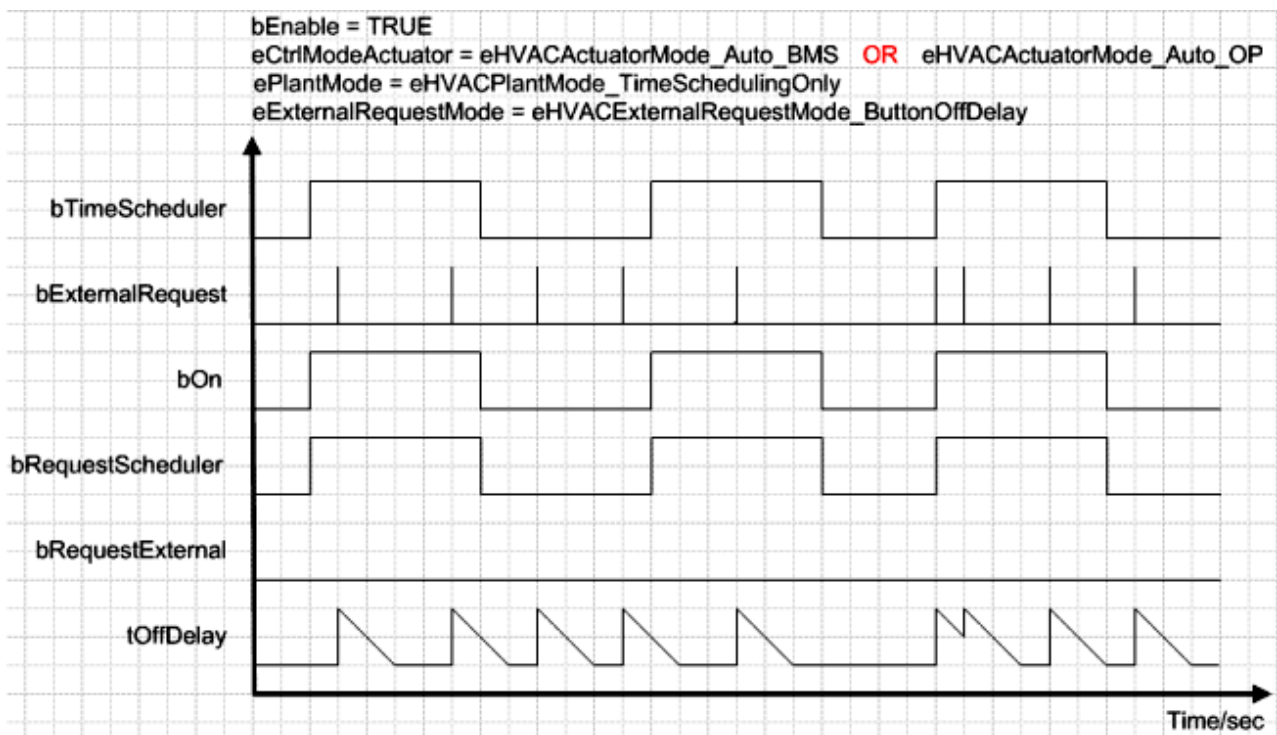 bEnable = TRUE
eCtrlModeActuator = eHVACActuatorMode_Auto_BMS OR eHVACActuatorMode_Auto_OP
ePlantMode = eHVACPlantMode_TimeSchedulingOnly
eExternalRequestMode = eHVACExternalRequestMode_ButtonOffDelay
bTimeScheduler
bExternalRequest
bOn
bRequestScheduler
bRequestExternal
tOffDelay
Time/sec